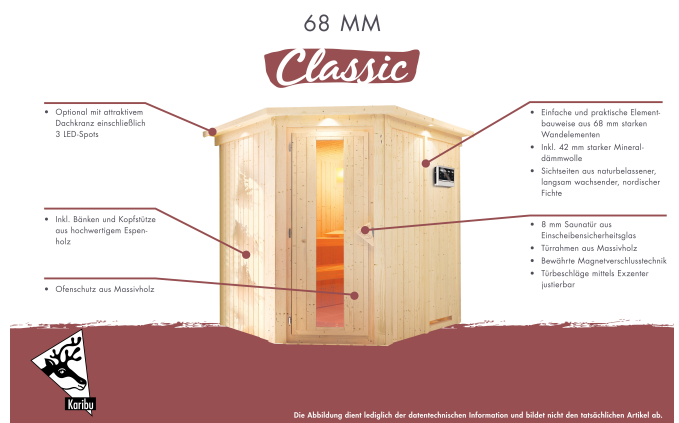 68 MM
Classic
• Optional mit attraktivem
Dachkranz einschließlich
3 LED-Spots
• Inkl. Bänken und Kopfstütze
aus hochwertigem Espen-
holz
• Ofenschutz aus Massivholz
• Einfache und praktische Element-
bauweise aus 68 mm starken
Wandelementen
• Inkl. 42 mm starker Mineral-
dämmwolle
• Sichtseiten aus naturbelassener,
langsam wachsender, nordischer
Fichte
• 8 mm Saunatür aus
Einscheibensicherheitsglas
• Türrahmen aus Massivholz
• Bewährte Magnetverschlusstechnik
• Türbeschläge mittels Exzenter
justierbar
Karibu
Die Abbildung dient lediglich der datentechnischen Information und bildet nicht den tatsächlichen Artikel ab.